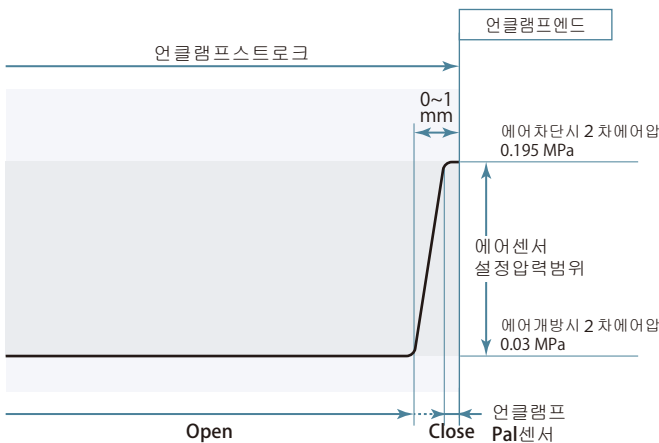 언클램프엔드
언클램프스트로크
0~1
mm
에어차단시 2 차에어압
0.195 MPa
에어센서
설정압력범위
에어개방시 2 차에어압
0.03 MPa
Open
Close
언클램프
Pal센서